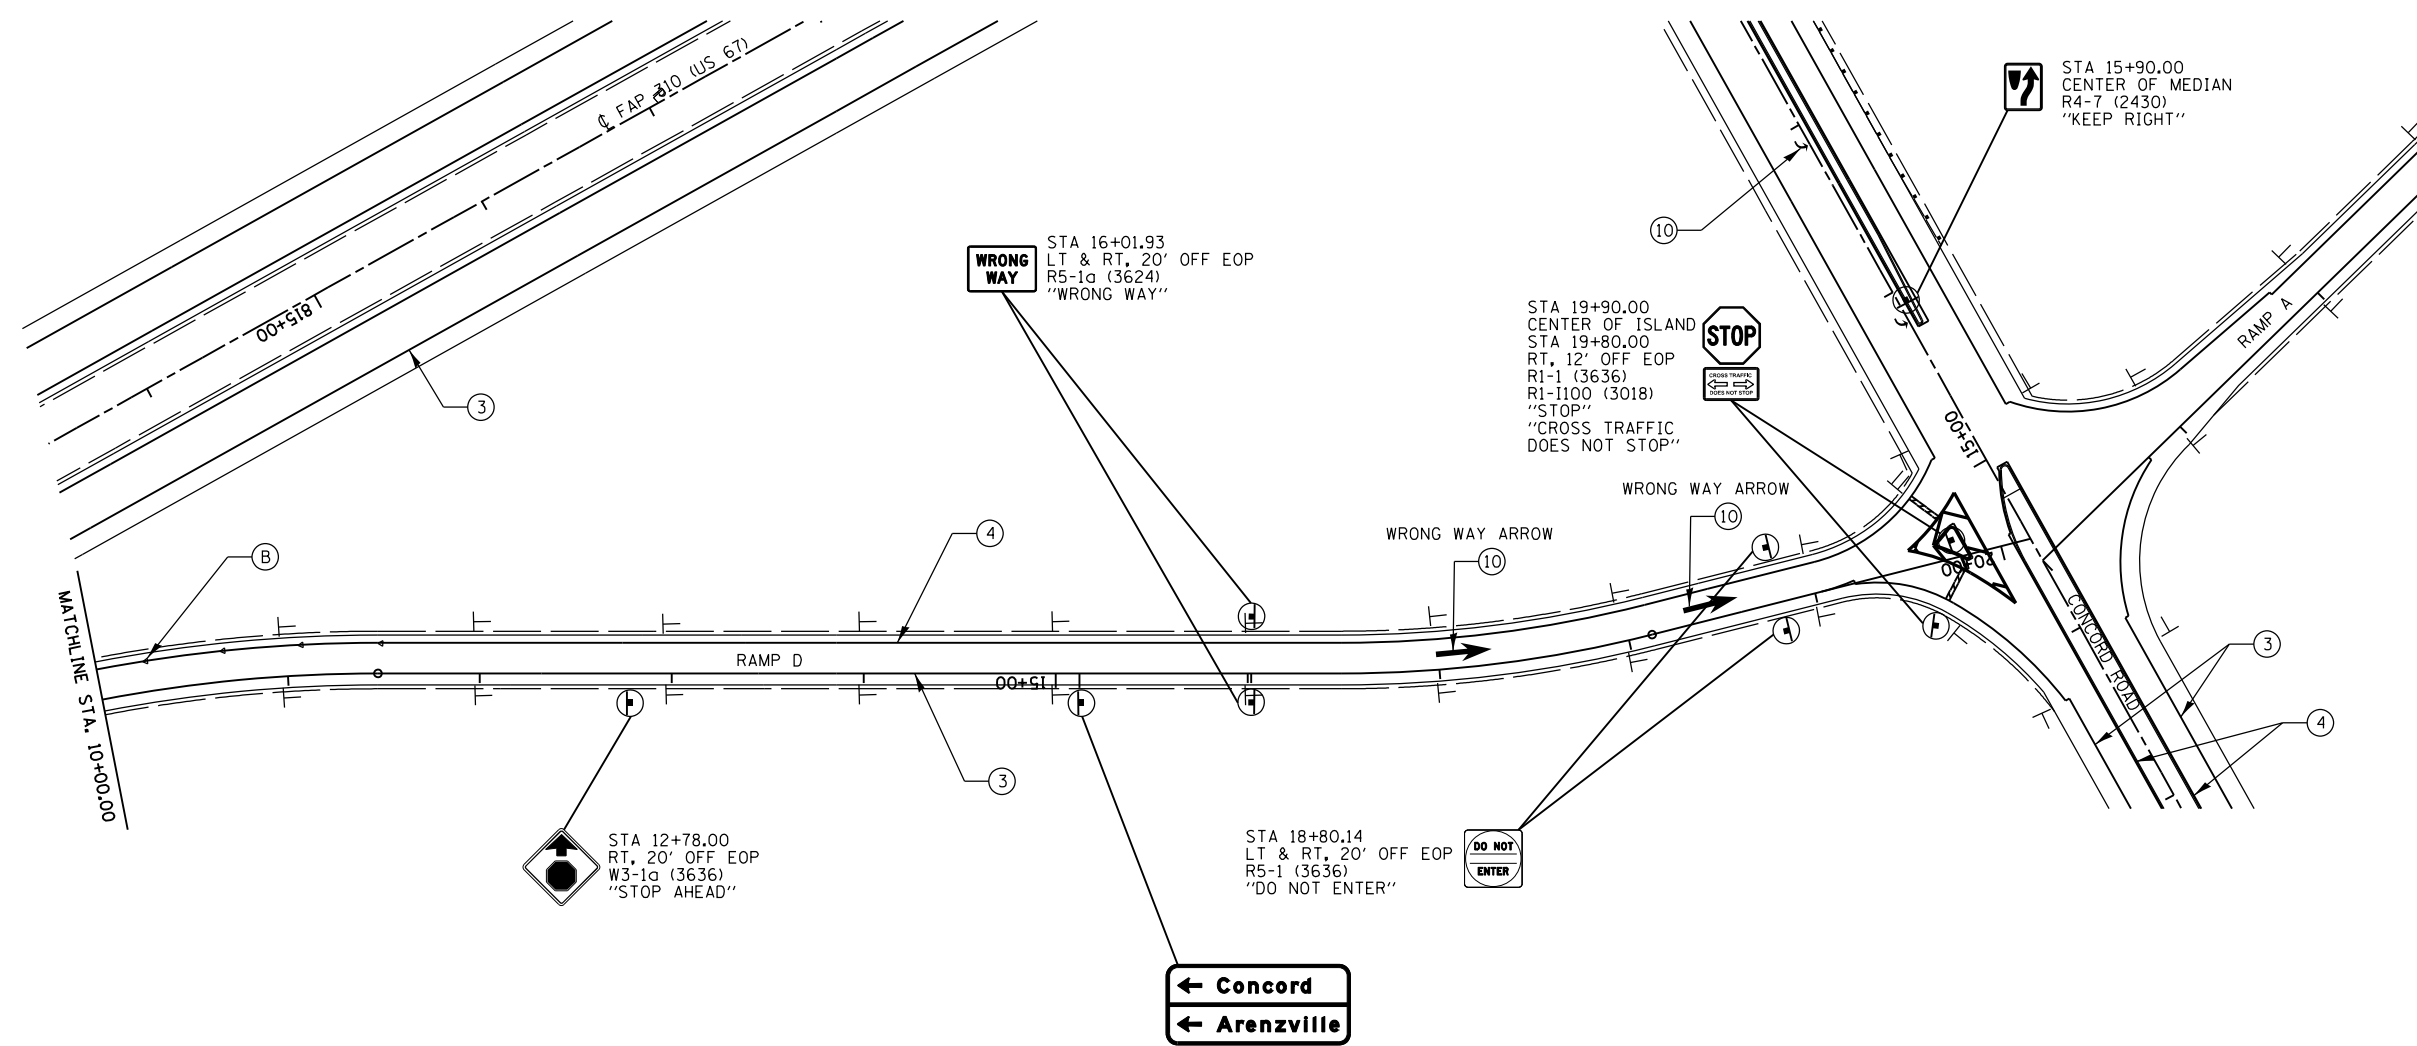 ℄ FAP 310 (US 67)
815+00
3
STA 15+90.00
CENTER OF MEDIAN
R4-7 (2430)
"KEEP RIGHT"
10
WRONG
WAY
STA 16+01.93
LT & RT, 20' OFF EOP
R5-1a (3624)
"WRONG WAY"
STA 19+90.00
CENTER OF ISLAND
STA 19+80.00
RT, 12' OFF EOP
R1-1 (3636)
R1-I100 (3018)
"STOP"
"CROSS TRAFFIC
DOES NOT STOP"
STOP
CROSS TRAFFIC
DOES NOT STOP
RAMP A
15+00
WRONG WAY ARROW
10
WRONG WAY ARROW
10
4
B
MATCHLINE STA. 10+00.00
RAMP D
15+00
20+00
CONCORD ROAD
3
4
3
STA 12+78.00
RT, 20' OFF EOP
W3-1a (3636)
"STOP AHEAD"
STA 18+80.14
LT & RT, 20' OFF EOP
R5-1 (3636)
"DO NOT ENTER"
DO NOT
ENTER
← Concord
← Arenzville